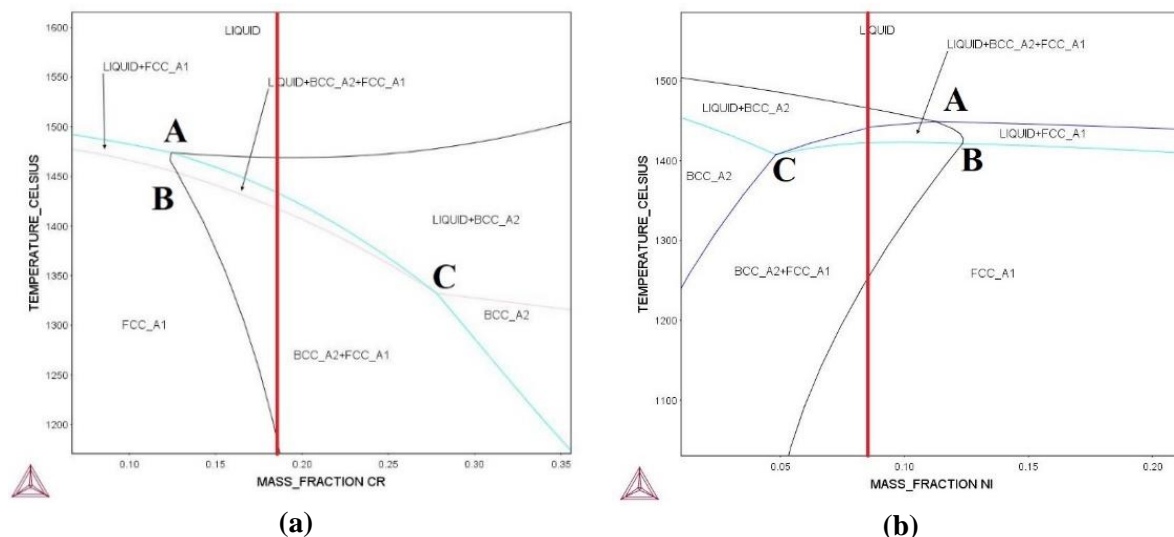 LIQUID
LIQUID+FCC_A1
LIQUID+BCC_A2+FCC_A1
A
B
C
LIQUID+BCC_A2
BCC_A2
FCC_A1
BCC_A2+FCC_A1
TEMPERATURE_CELSIUS
1600
1550
1500
1450
1400
1350
1300
1250
1200
0.10 0.15 0.20 0.25 0.30 0.35
MASS_FRACTION CR
(a)
LIQUID
LIQUID+BCC_A2+FCC_A1
A
LIQUID+BCC_A2
LIQUID+FCC_A1
B
C
BCC_A2
BCC_A2+FCC_A1
FCC_A1
TEMPERATURE_CELSIUS
1500
1400
1300
1200
1100
0.05 0.10 0.15 0.20
MASS_FRACTION NI
(b)